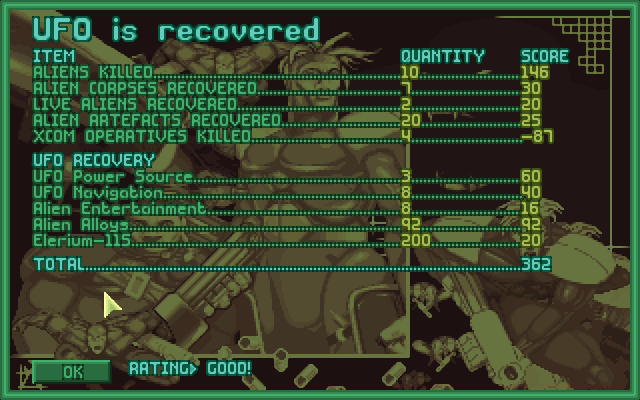 UFO is recovered
ITEM QUANTITY SCORE
ALIENS KILLED 10 146
ALIEN CORPSES RECOVERED 7 30
LIVE ALIENS RECOVERED 2 20
ALIEN ARTEFACTS RECOVERED 20 25
XCOM OPERATIVES KILLED 4 -87
UFO RECOVERY
UFO Power Source 3 60
UFO Navigation 8 40
Alien Entertainment 8 16
Alien Alloys 92 92
Elerium-115 200 20
TOTAL 362
OK RATING> GOOD!